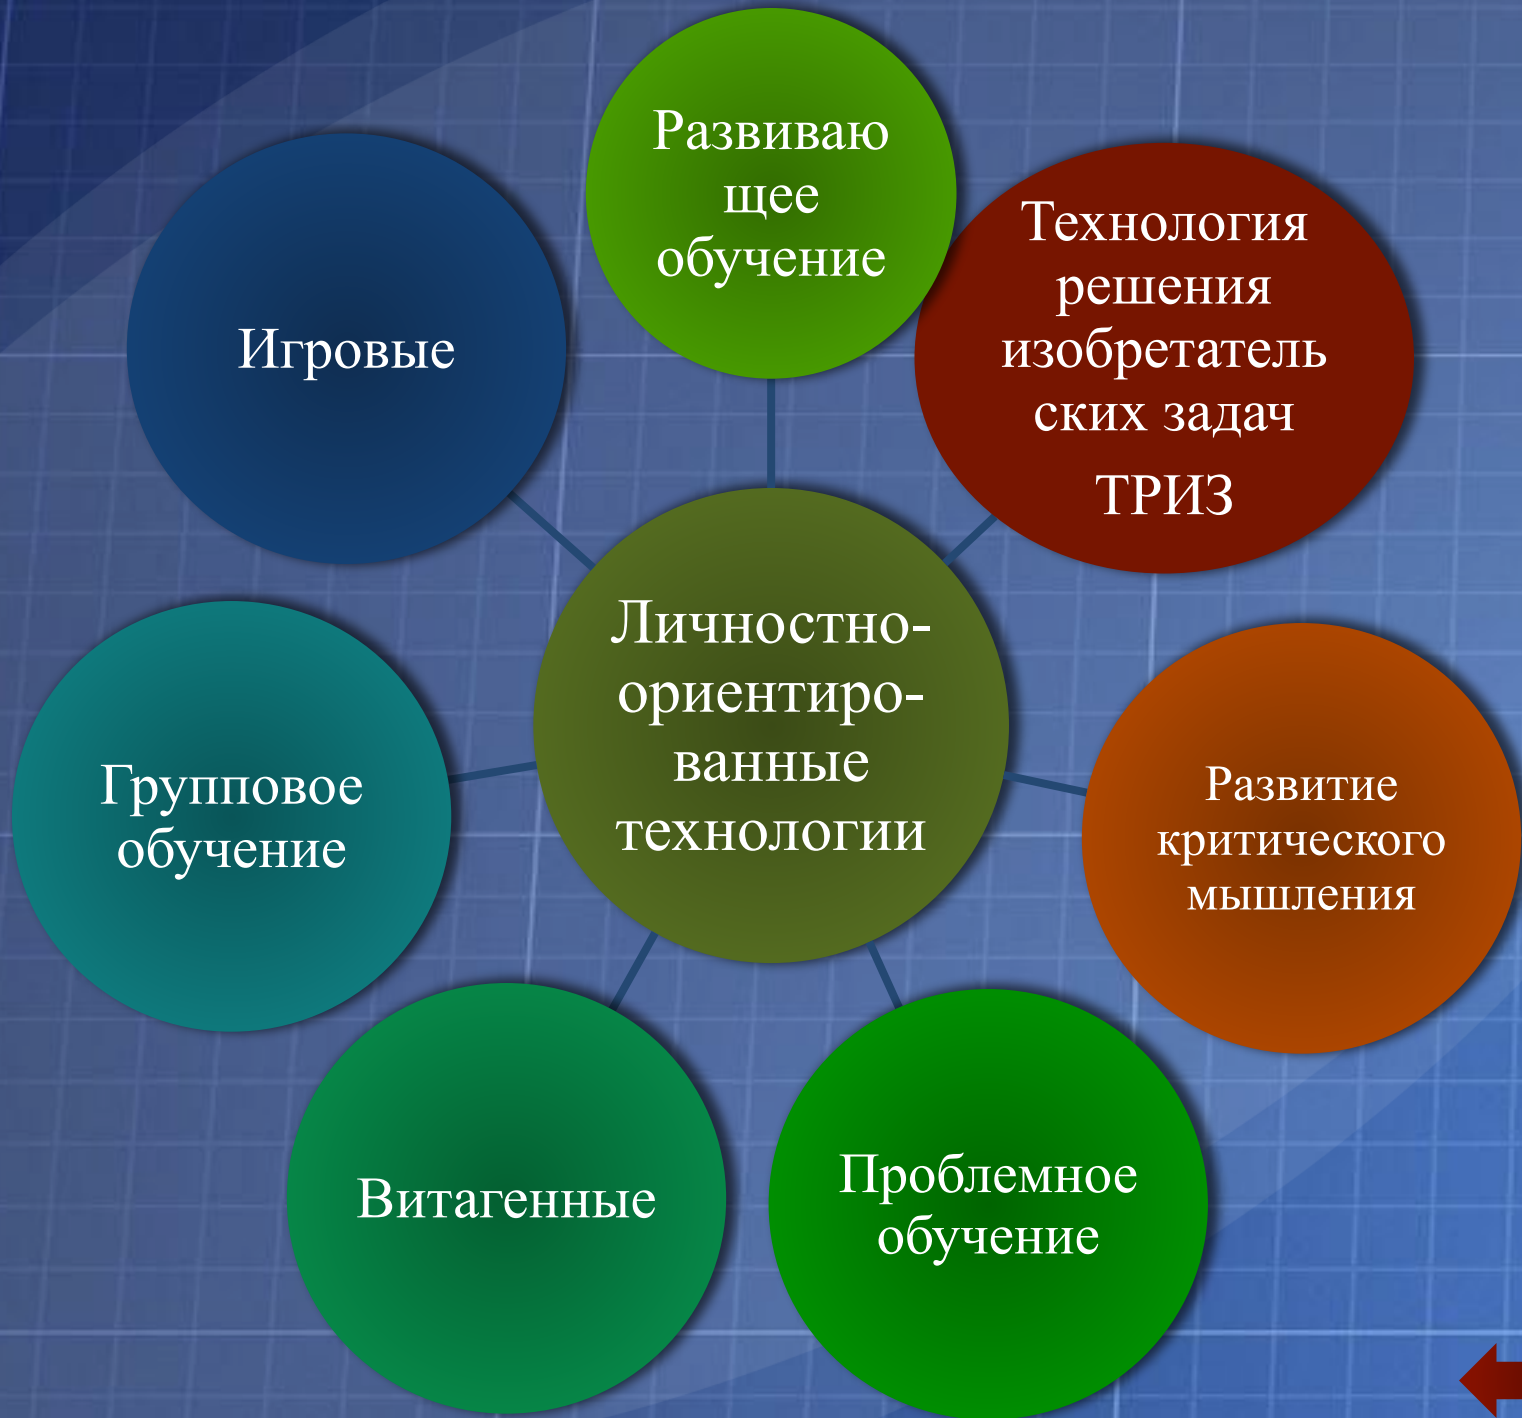 Развиваю
щее
обучение
Технология
решения
изобретатель
ских задач
ТРИЗ
Игровые
Личностно-
ориентиро-
ванные
технологии
Развитие
критического
мышления
Групповое
обучение
Проблемное
обучение
Витагенные